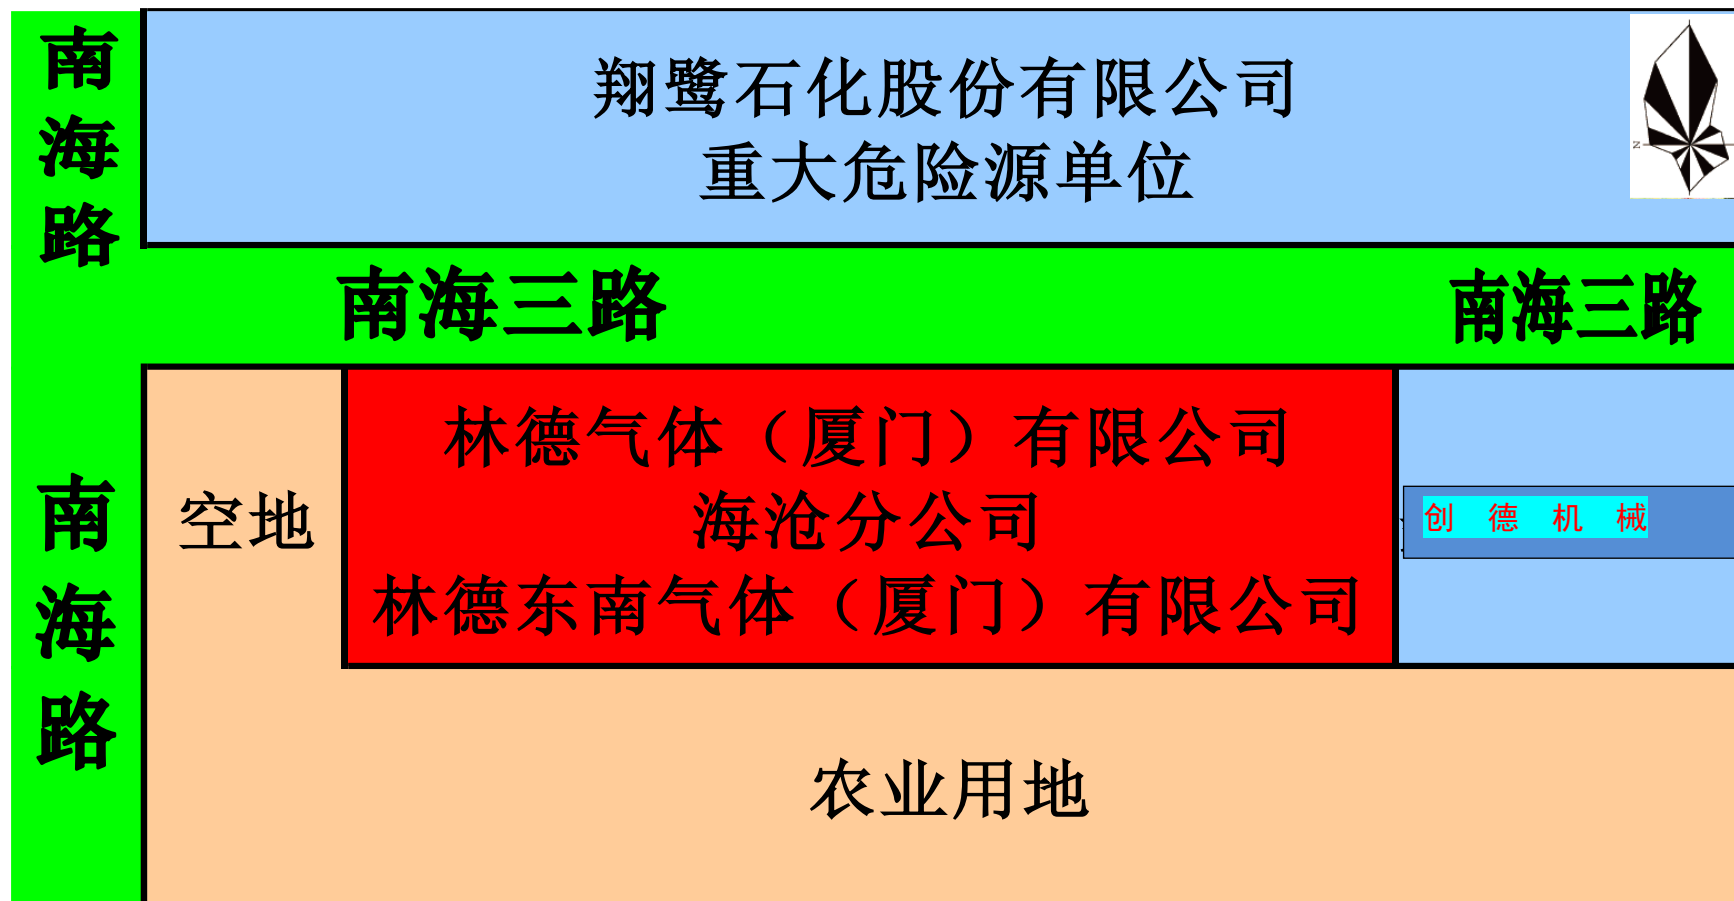 南海路
翔鹭石化股份有限公司
重大危险源单位
N
南海三路
南海三路
南海路
空地
林德气体（厦门）有限公司
海沧分公司
林德东南气体（厦门）有限公司
创 德 机 械
农业用地